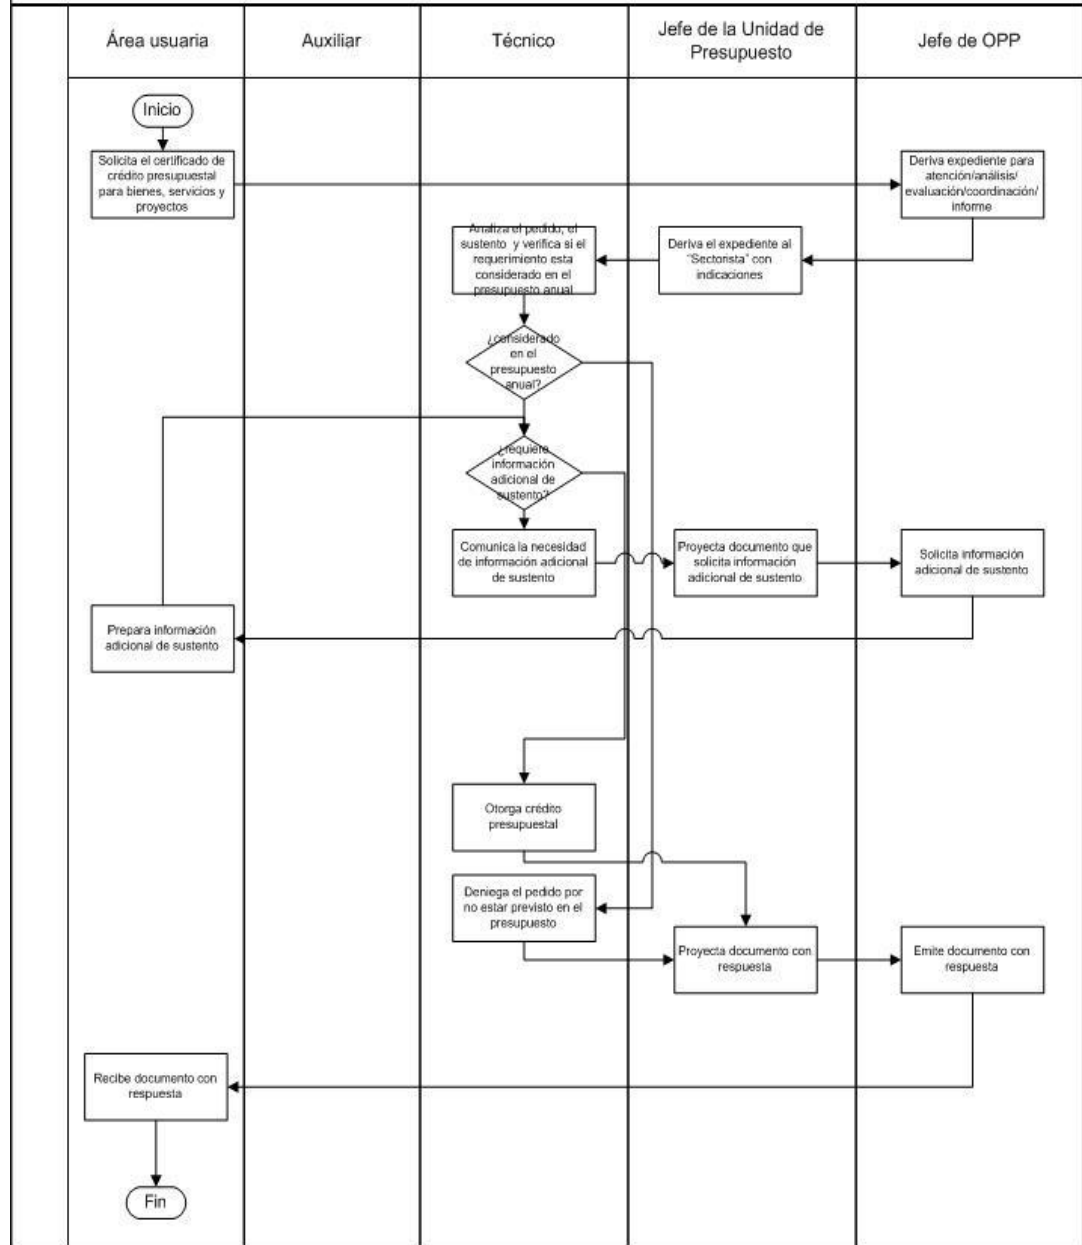 Área usuaria
Auxiliar
Técnico
Jefe de la Unidad de
Presupuesto
Jefe de OPP
Inicio
Solicita el certificado de
crédito presupuestal
para bienes, servicios y
proyectos
Deriva expediente para
atención/análisis/
evaluación/coordinación/
informe
Analiza el pedido, el
sustento y verifica si el
requerimiento esta
considerado en el
presupuesto anual
Deriva el expediente al
“Sectorista” con
indicaciones
¿considerado
en el
presupuesto
anual?
¿requiere
información
adicional de
sustento?
Comunica la necesidad
de información adicional
de sustento
Proyecta documento que
solicita información
adicional de sustento
Solicita información
adicional de sustento
Prepara información
adicional de sustento
Otorga crédito
presupuestal
Deniega el pedido por
no estar previsto en el
presupuesto
Proyecta documento con
respuesta
Emite documento con
respuesta
Recibe documento con
respuesta
Fin